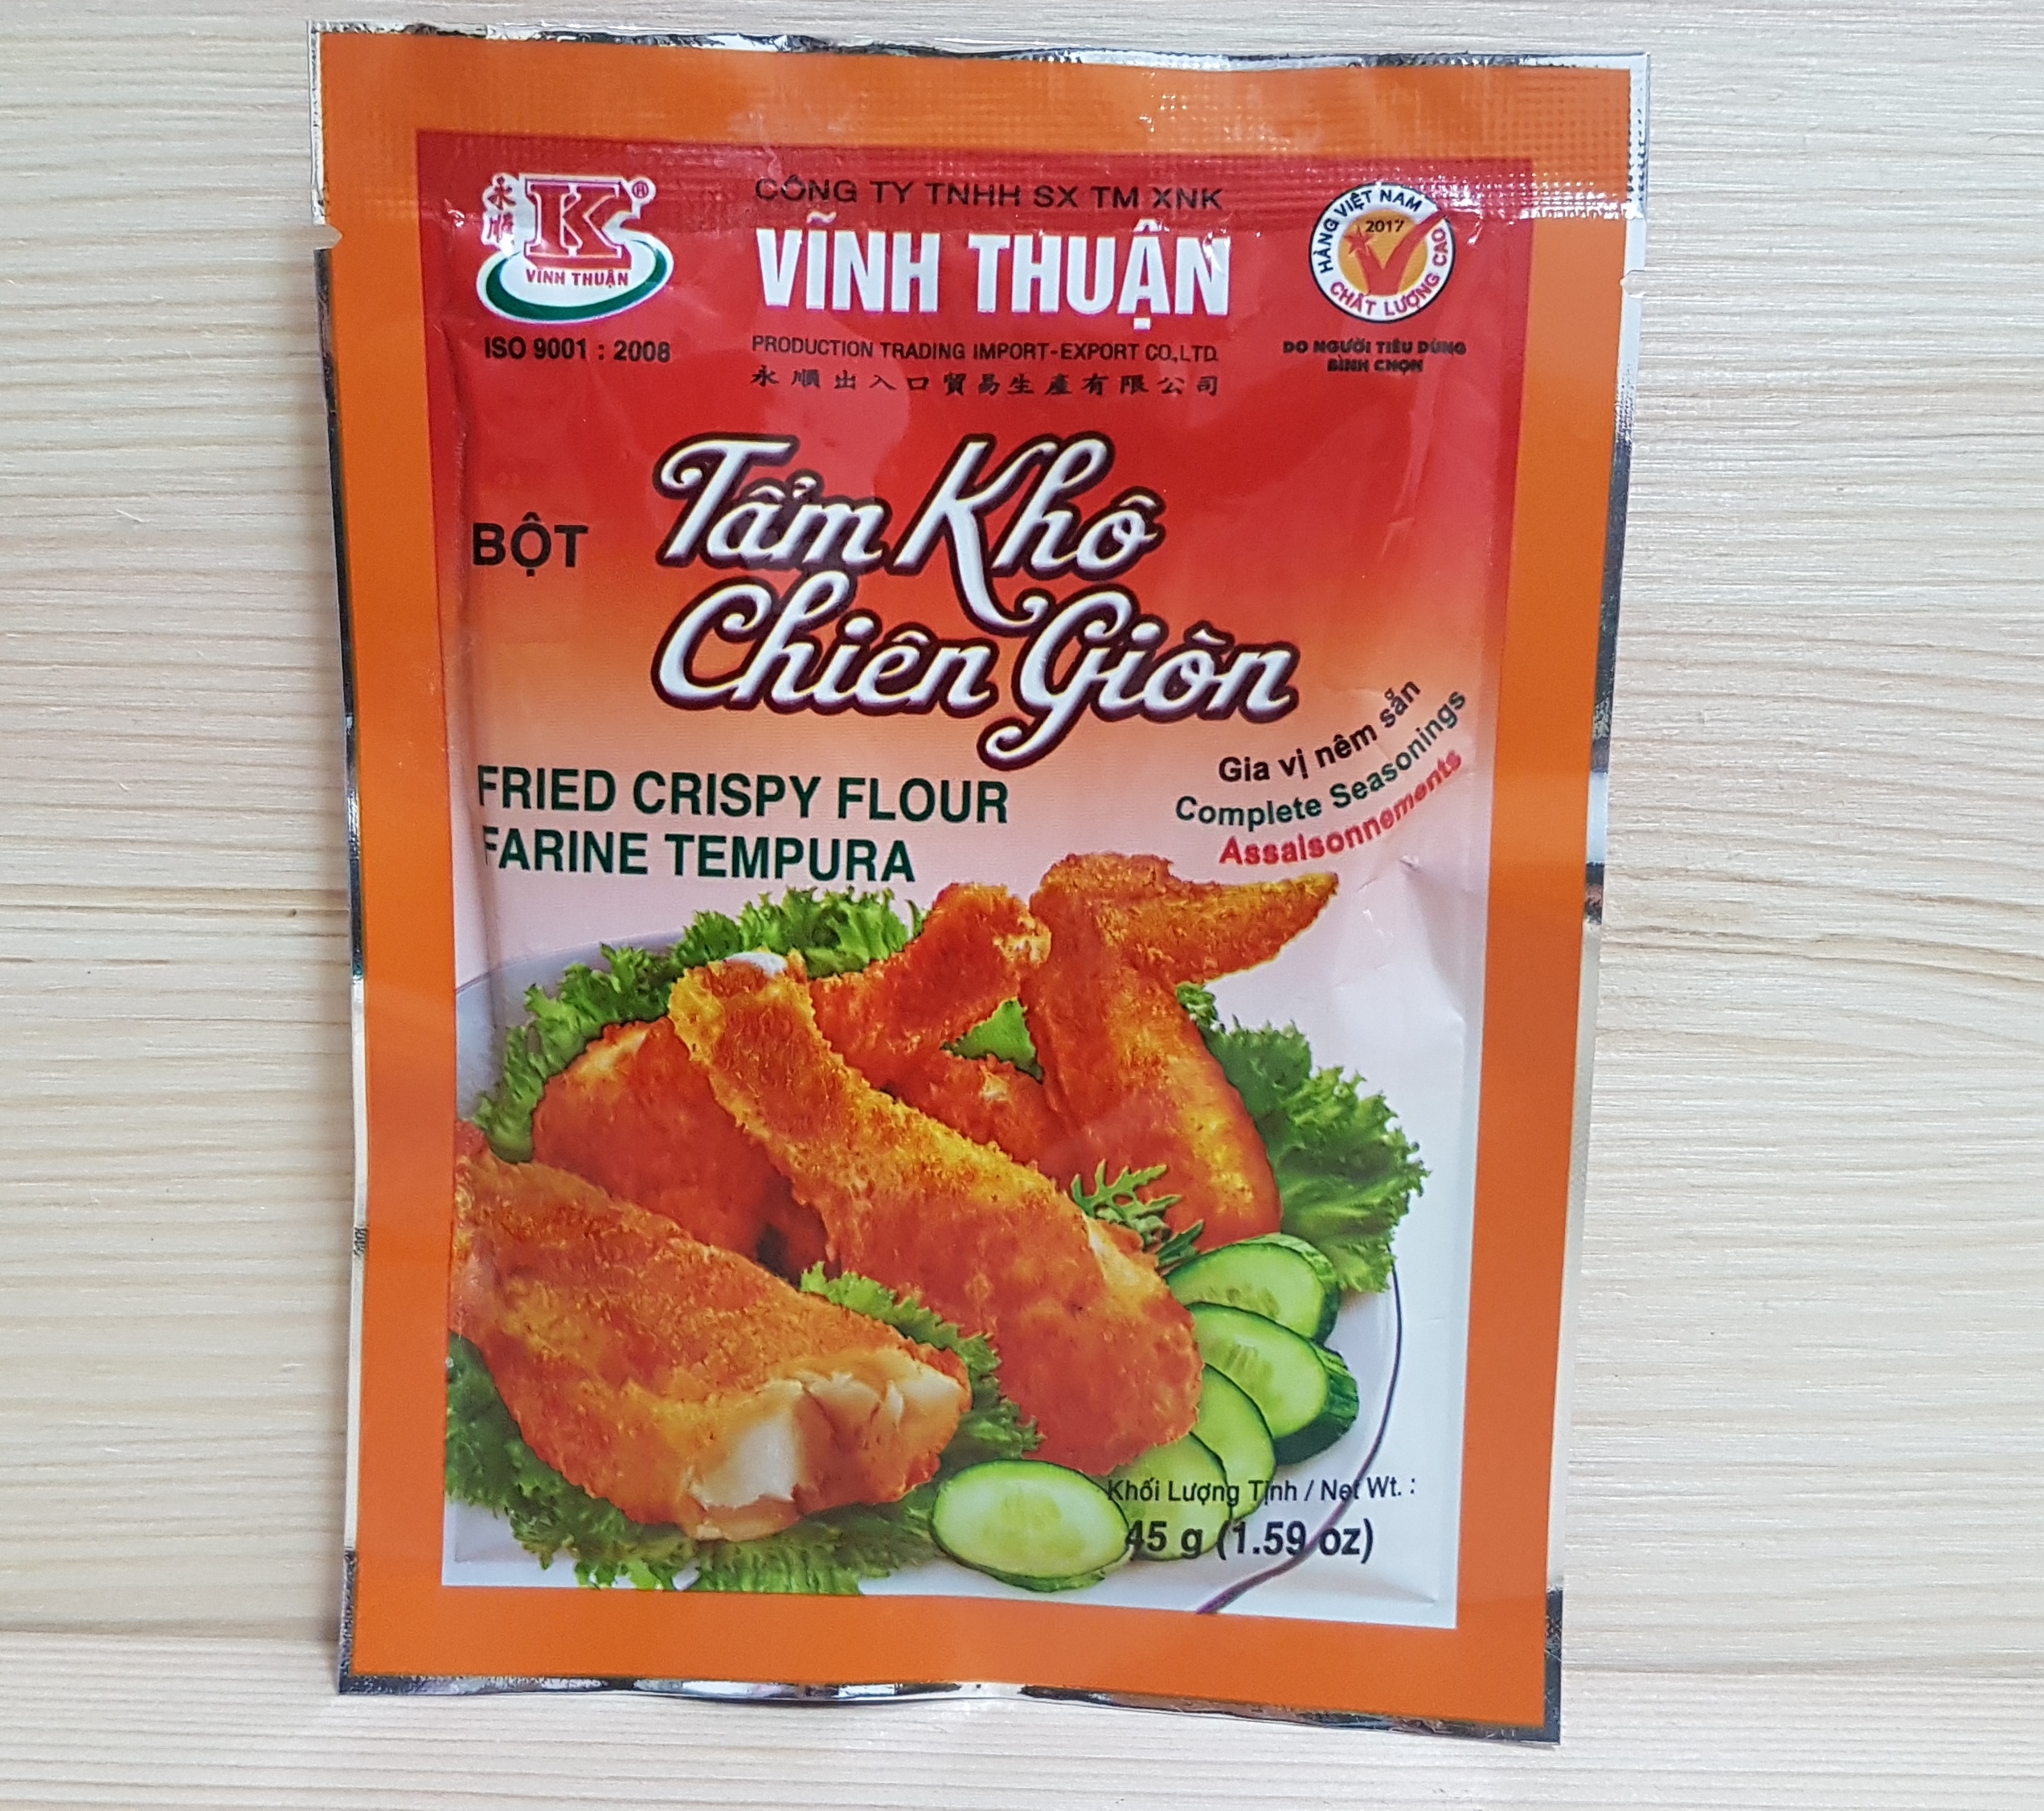 永順
K®
VĨNH THUẬN
ISO 9001 : 2008
CÔNG TY TNHH SX TM XNK
VĨNH THUẬN
PRODUCTION TRADING IMPORT-EXPORT CO.,LTD.
永順出入口貿易生產有限公司
HÀNG VIỆT NAM
2017
CHẤT LƯỢNG CAO
DO NGƯỜI TIÊU DÙNG
BÌNH CHỌN
BỘT
Tẩm Khô
Chiên Giòn
FRIED CRISPY FLOUR
FARINE TEMPURA
Gia vị nêm sẵn
Complete Seasonings
Assaisonnements
Khối Lượng Tịnh / Net Wt. :
45 g (1.59 oz)